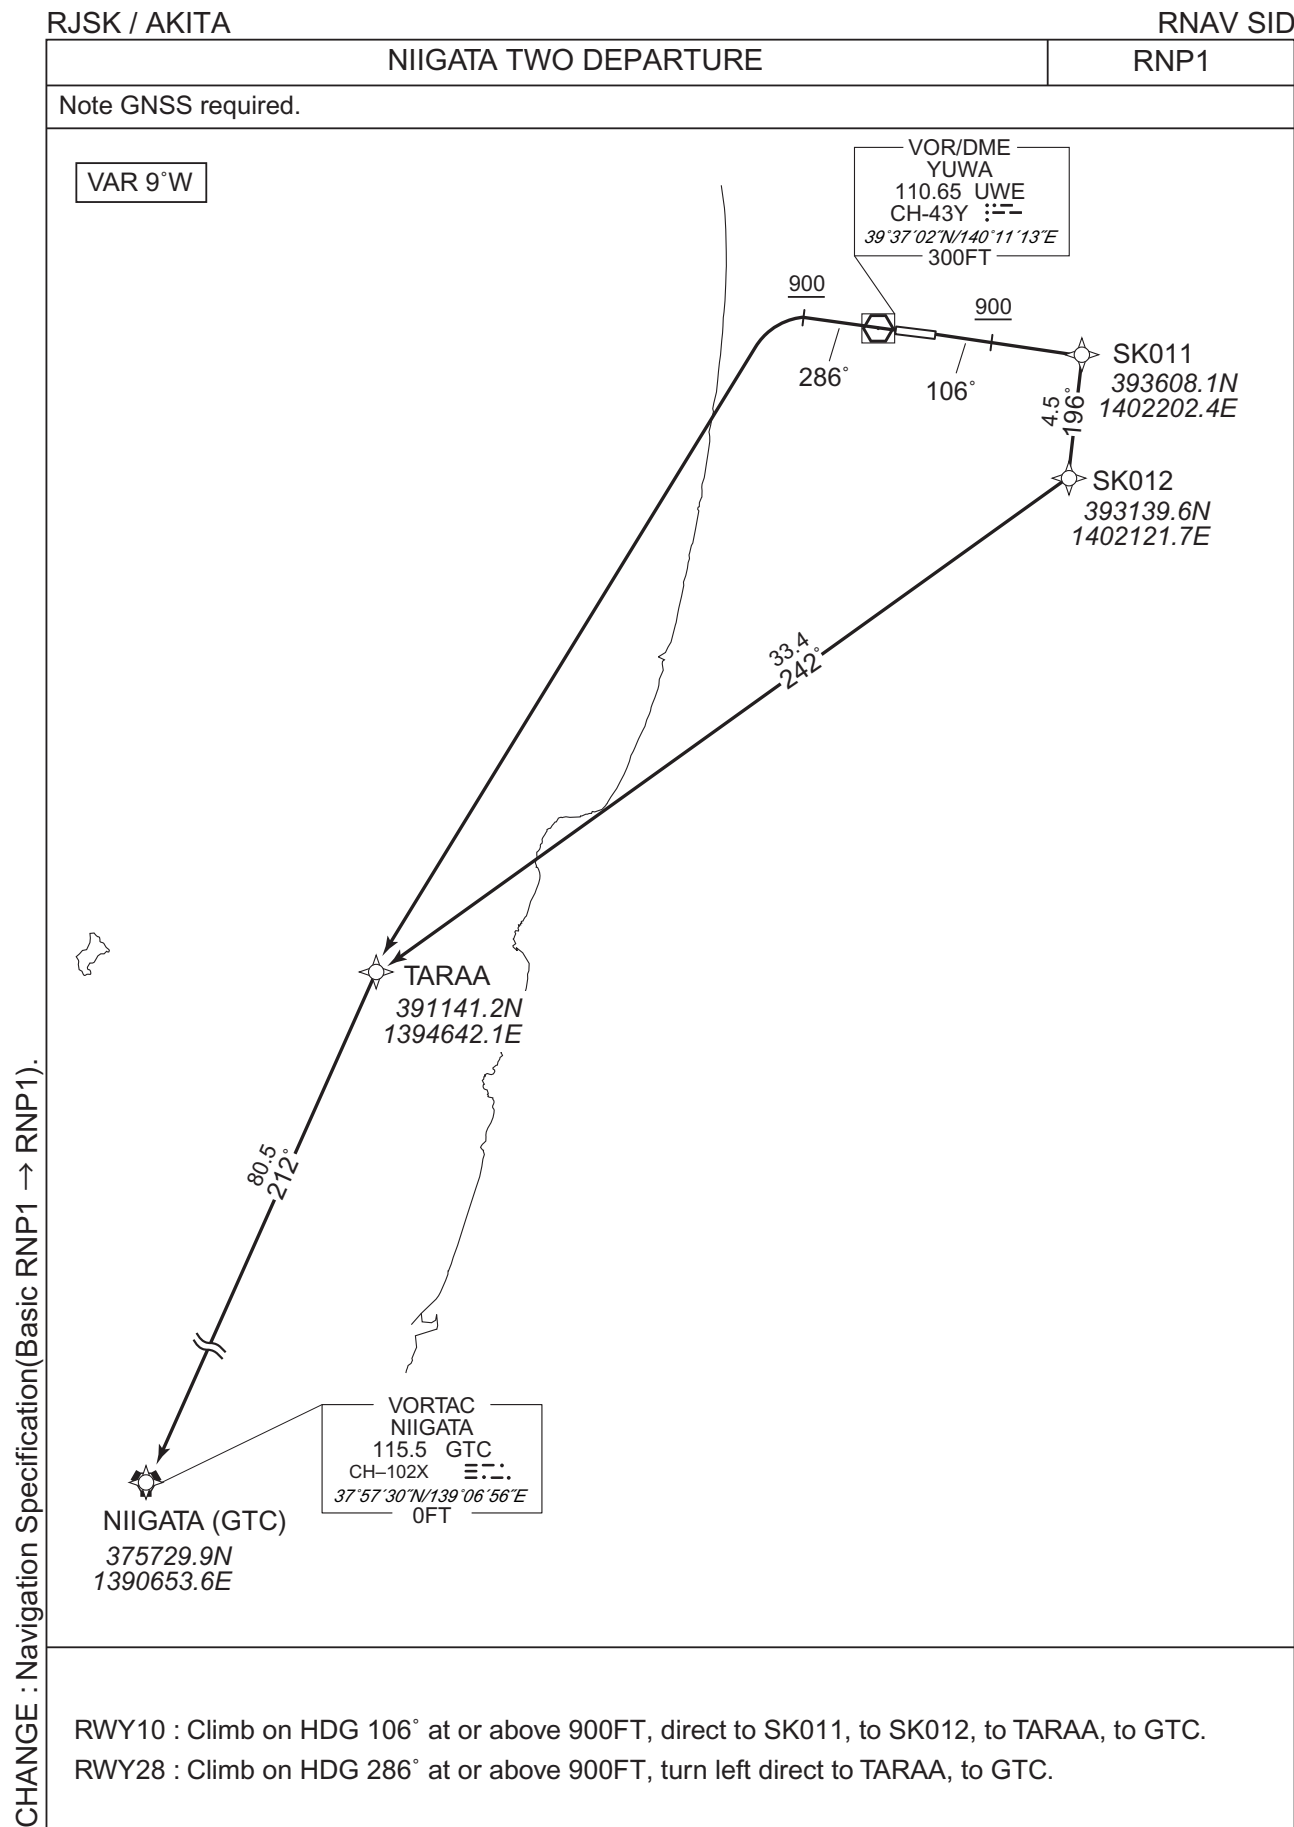 RJSK / AKITA
RNAV SID
NIIGATA TWO DEPARTURE
RNP1
Note GNSS required.
VAR 9˚W
VOR/DME
YUWA
110.65 UWE
CH-43Y
39˚37´02˝N/140˚11´13˝E
300FT
900
900
286˚
106˚
SK011
393608.1N
1402202.4E
4.5
196˚
SK012
393139.6N
1402121.7E
33.4
242˚
TARAA
391141.2N
1394642.1E
80.5
212˚
VORTAC
NIIGATA
115.5 GTC
CH–102X
37˚57´30˝N/139˚06´56˝E
0FT
NIIGATA (GTC)
375729.9N
1390653.6E
CHANGE : Navigation Specification(Basic RNP1 → RNP1).
RWY10 : Climb on HDG 106˚ at or above 900FT, direct to SK011, to SK012, to TARAA, to GTC.
RWY28 : Climb on HDG 286˚ at or above 900FT, turn left direct to TARAA, to GTC.